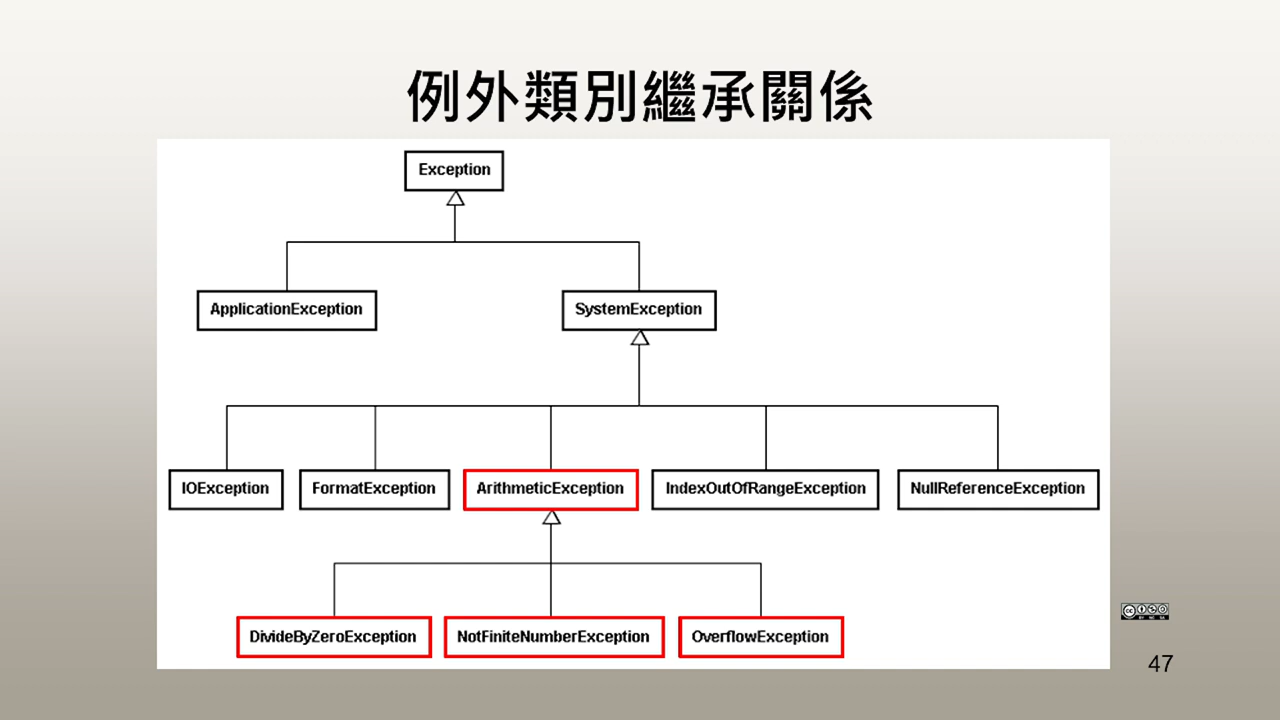 例外類別繼承關係
Exception
ApplicationException
SystemException
IOException
FormatException
ArithmeticException
IndexOutOfRangeException
NullReferenceException
DivideByZeroException
NotFiniteNumberException
OverflowException
47